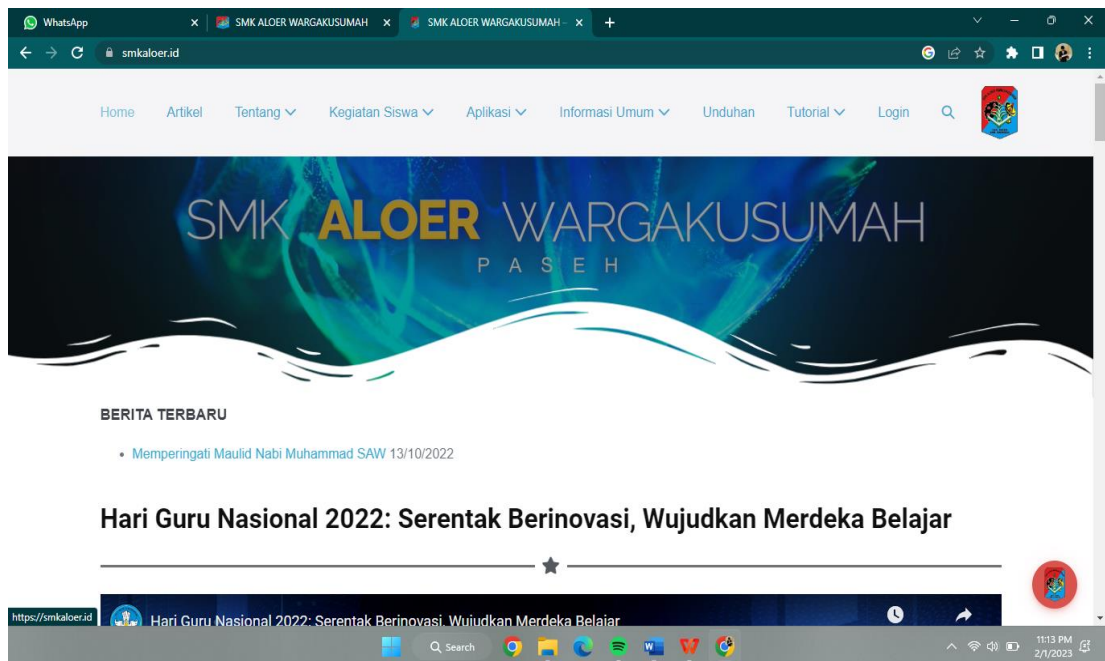 WhatsApp
SMK ALOER WARGAKUSUMAH
SMK ALOER WARGAKUSUMAH –
smkaloer.id
Home Artikel Tentang Kegiatan Siswa Aplikasi Informasi Umum Unduhan Tutorial Login
SMK ALOER WARGAKUSUMAH
PASEH
BERITA TERBARU
• Memperingati Maulid Nabi Muhammad SAW 13/10/2022
Hari Guru Nasional 2022: Serentak Berinovasi, Wujudkan Merdeka Belajar
Hari Guru Nasional 2022: Serentak Berinovasi, Wujudkan Merdeka Belajar
https://smkaloer.id
Search
11:13 PM
2/1/2023